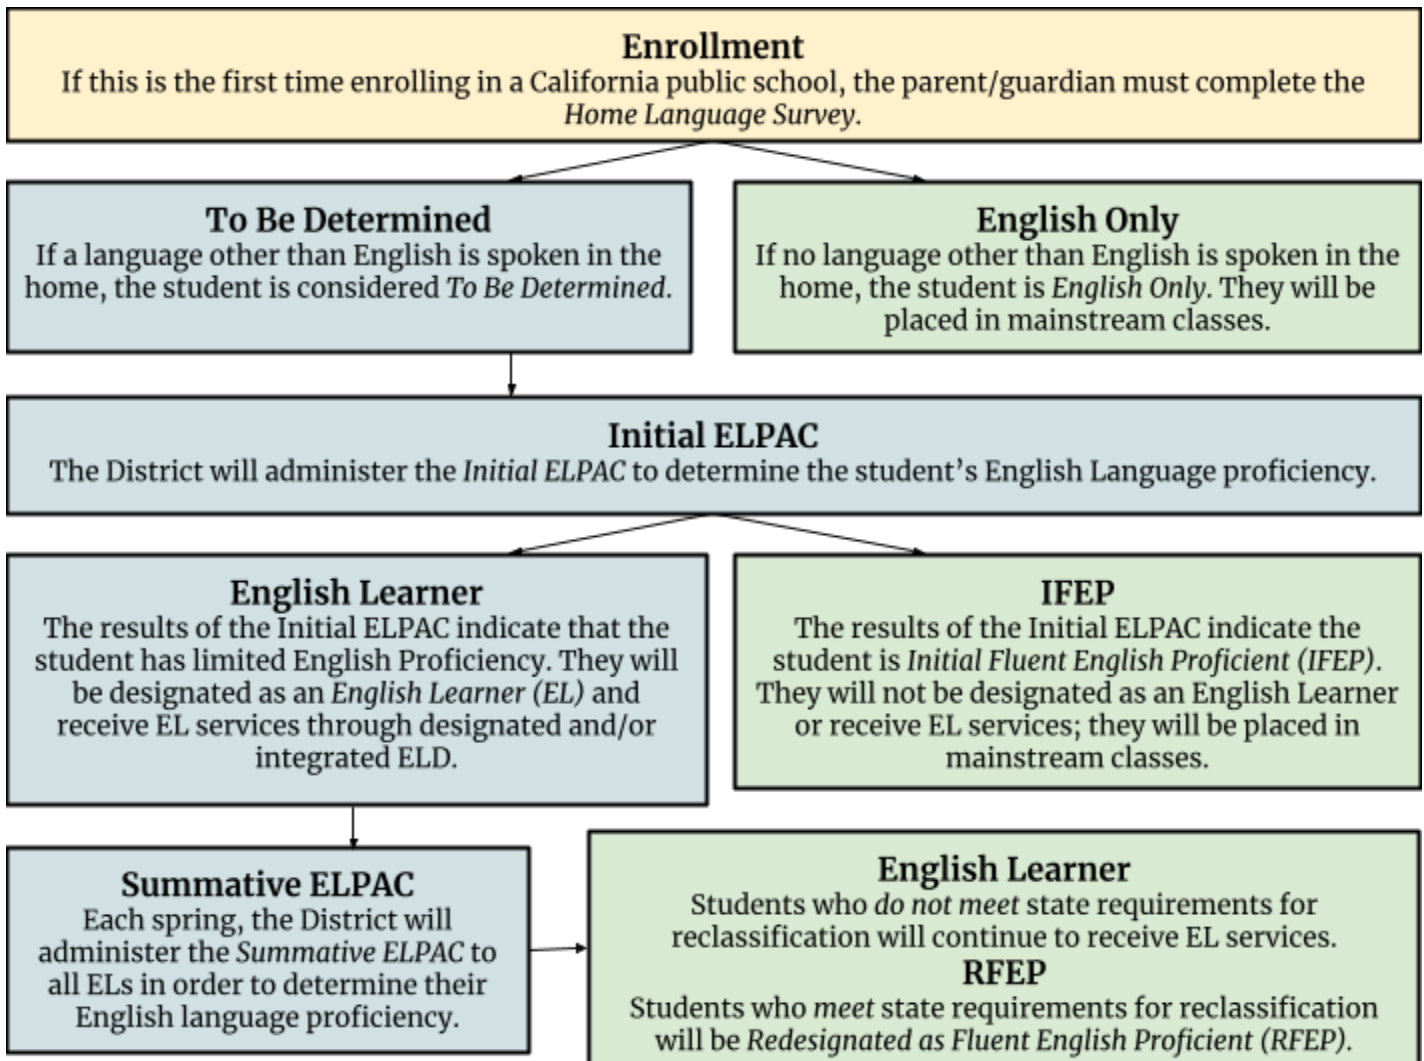 Enrollment
If this is the first time enrolling in a California public school, the parent/guardian must complete the
Home Language Survey.
To Be Determined
If a language other than English is spoken in the
home, the student is considered To Be Determined.
English Only
If no language other than English is spoken in the
home, the student is English Only. They will be
placed in mainstream classes.
Initial ELPAC
The District will administer the Initial ELPAC to determine the student’s English Language proficiency.
English Learner
The results of the Initial ELPAC indicate that the
student has limited English Proficiency. They will
be designated as an English Learner (EL) and
receive EL services through designated and/or
integrated ELD.
IFEP
The results of the Initial ELPAC indicate the
student is Initial Fluent English Proficient (IFEP).
They will not be designated as an English Learner
or receive EL services; they will be placed in
mainstream classes.
Summative ELPAC
Each spring, the District will
administer the Summative ELPAC to
all ELs in order to determine their
English language proficiency.
English Learner
Students who do not meet state requirements for
reclassification will continue to receive EL services.
RFEP
Students who meet state requirements for reclassification
will be Redesignated as Fluent English Proficient (RFEP).